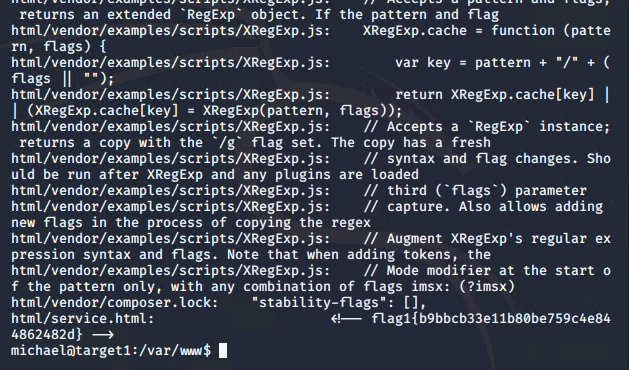 html/vendor/examples/scripts/XRegExp.js:    // Accepts a pattern and flags;
 returns an extended `RegExp` object. If the pattern and flag
html/vendor/examples/scripts/XRegExp.js:    XRegExp.cache = function (patte
rn, flags) {
html/vendor/examples/scripts/XRegExp.js:        var key = pattern + "/" + (
flags || "");
html/vendor/examples/scripts/XRegExp.js:        return XRegExp.cache[key] |
| (XRegExp.cache[key] = XRegExp(pattern, flags));
html/vendor/examples/scripts/XRegExp.js:    // Accepts a `RegExp` instance;
 returns a copy with the `/g` flag set. The copy has a fresh
html/vendor/examples/scripts/XRegExp.js:    // syntax and flag changes. Sho
uld be run after XRegExp and any plugins are loaded
html/vendor/examples/scripts/XRegExp.js:    // third (`flags`) parameter
html/vendor/examples/scripts/XRegExp.js:    // capture. Also allows adding
new flags in the process of copying the regex
html/vendor/examples/scripts/XRegExp.js:    // Augment XRegExp's regular ex
pression syntax and flags. Note that when adding tokens, the
html/vendor/examples/scripts/XRegExp.js:    // Mode modifier at the start o
f the pattern only, with any combination of flags imsx: (?imsx)
html/vendor/composer.lock:    "stability-flags": [],
html/service.html:                      <!-- flag1{b9bbcb33e11b80be759c4e84
4862482d} -->
michael@target1:/var/www$